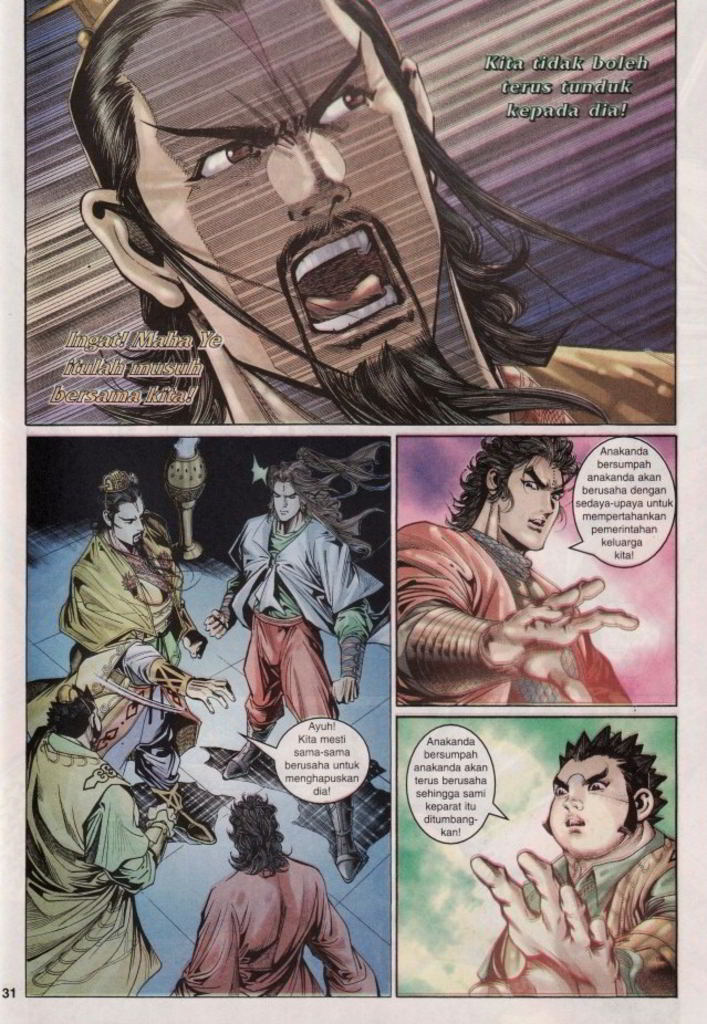 Kita tidak boleh
terus tunduk
kepada dia!
Ingat! Maha Ye
itulah musuh
bersama kita!
Ayuh!
Kita mesti
sama-sama
berusaha untuk
menghapuskan
dia!
Anakanda
bersumpah
anakanda akan
berusaha dengan
sedaya-upaya untuk
mempertahankan
pemerintahan
keluarga
kita!
Anakanda
bersumpah
anakanda akan
terus berusaha
sehingga sami
keparat itu
ditumbang-
kan!
31